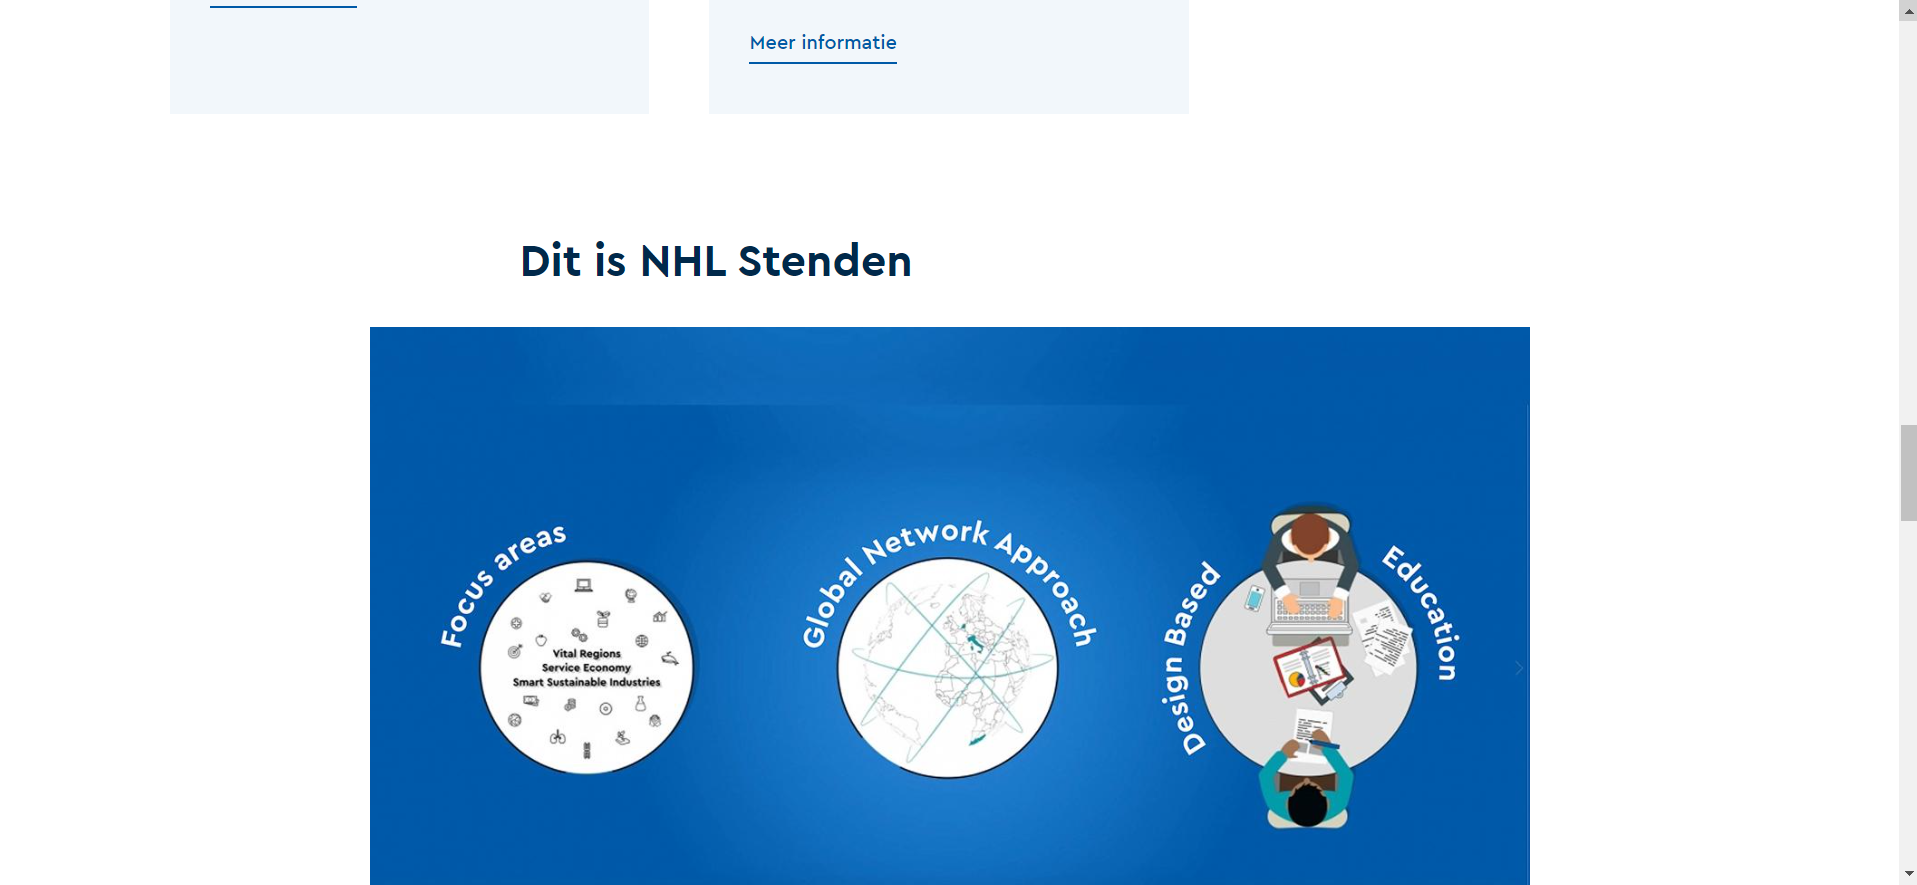 Meer informatie
Dit is NHL Stenden
Focus areas
Vital Regions
Service Economy
Smart Sustainable Industries
Global Network Approach
Design Based
Education